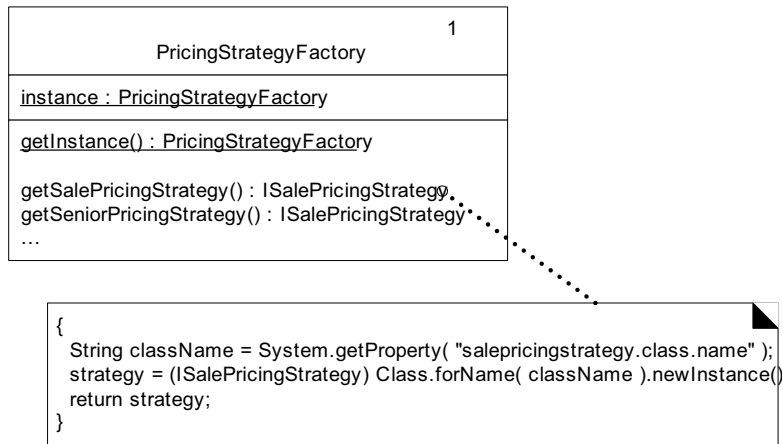 1
PricingStrategyFactory
instance : PricingStrategyFactory
getInstance() : PricingStrategyFactory
getSalePricingStrategy() : ISalePricingStrategy
getSeniorPricingStrategy() : ISalePricingStrategy
…
{
String className = System.getProperty( "salepricingstrategy.class.name" );
strategy = (ISalePricingStrategy) Class.forName( className ).newInstance()
return strategy;
}